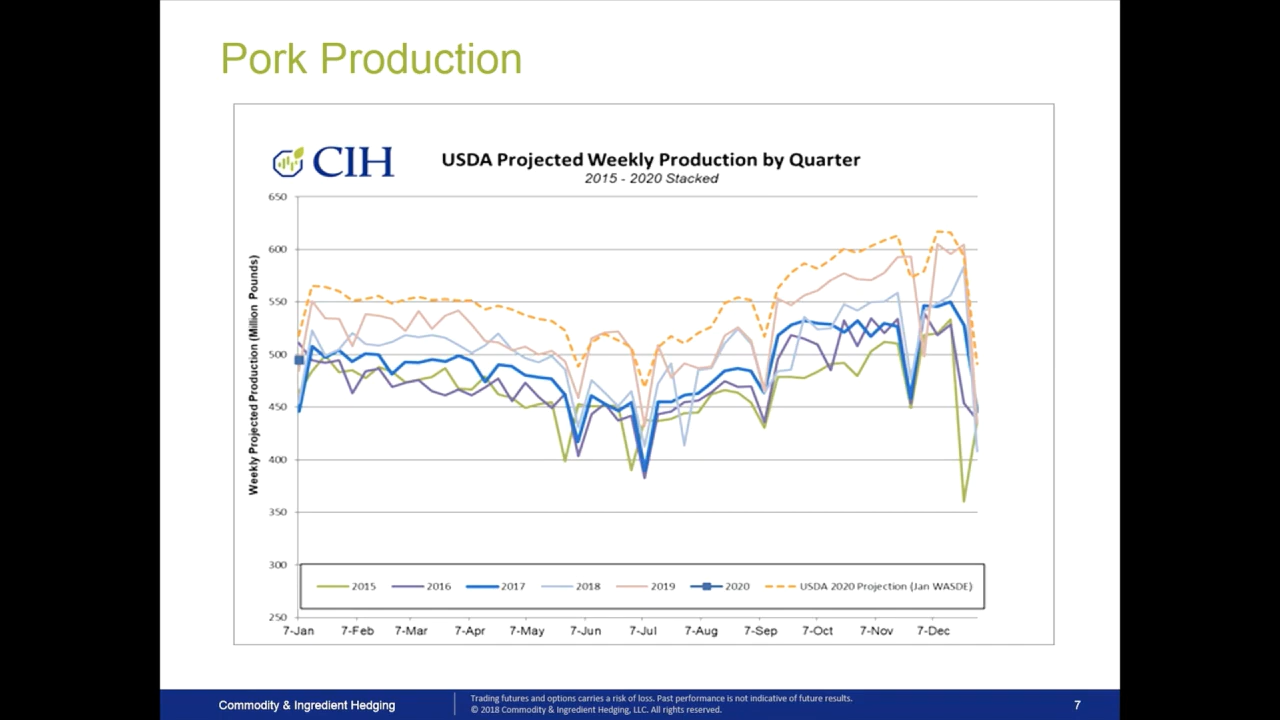 Pork Production
CIH
USDA Projected Weekly Production by Quarter
2015 - 2020 Stacked
Weekly Projected Production (Million Pounds)
650
600
550
500
450
400
350
300
250
2015 2016 2017 2018 2019 2020 USDA 2020 Projection (Jan WASDE)
7-Jan 7-Feb 7-Mar 7-Apr 7-May 7-Jun 7-Jul 7-Aug 7-Sep 7-Oct 7-Nov 7-Dec
Commodity & Ingredient Hedging
Trading futures and options carries a risk of loss. Past performance is not indicative of future results.
© 2018 Commodity & Ingredient Hedging, LLC. All rights reserved.
7